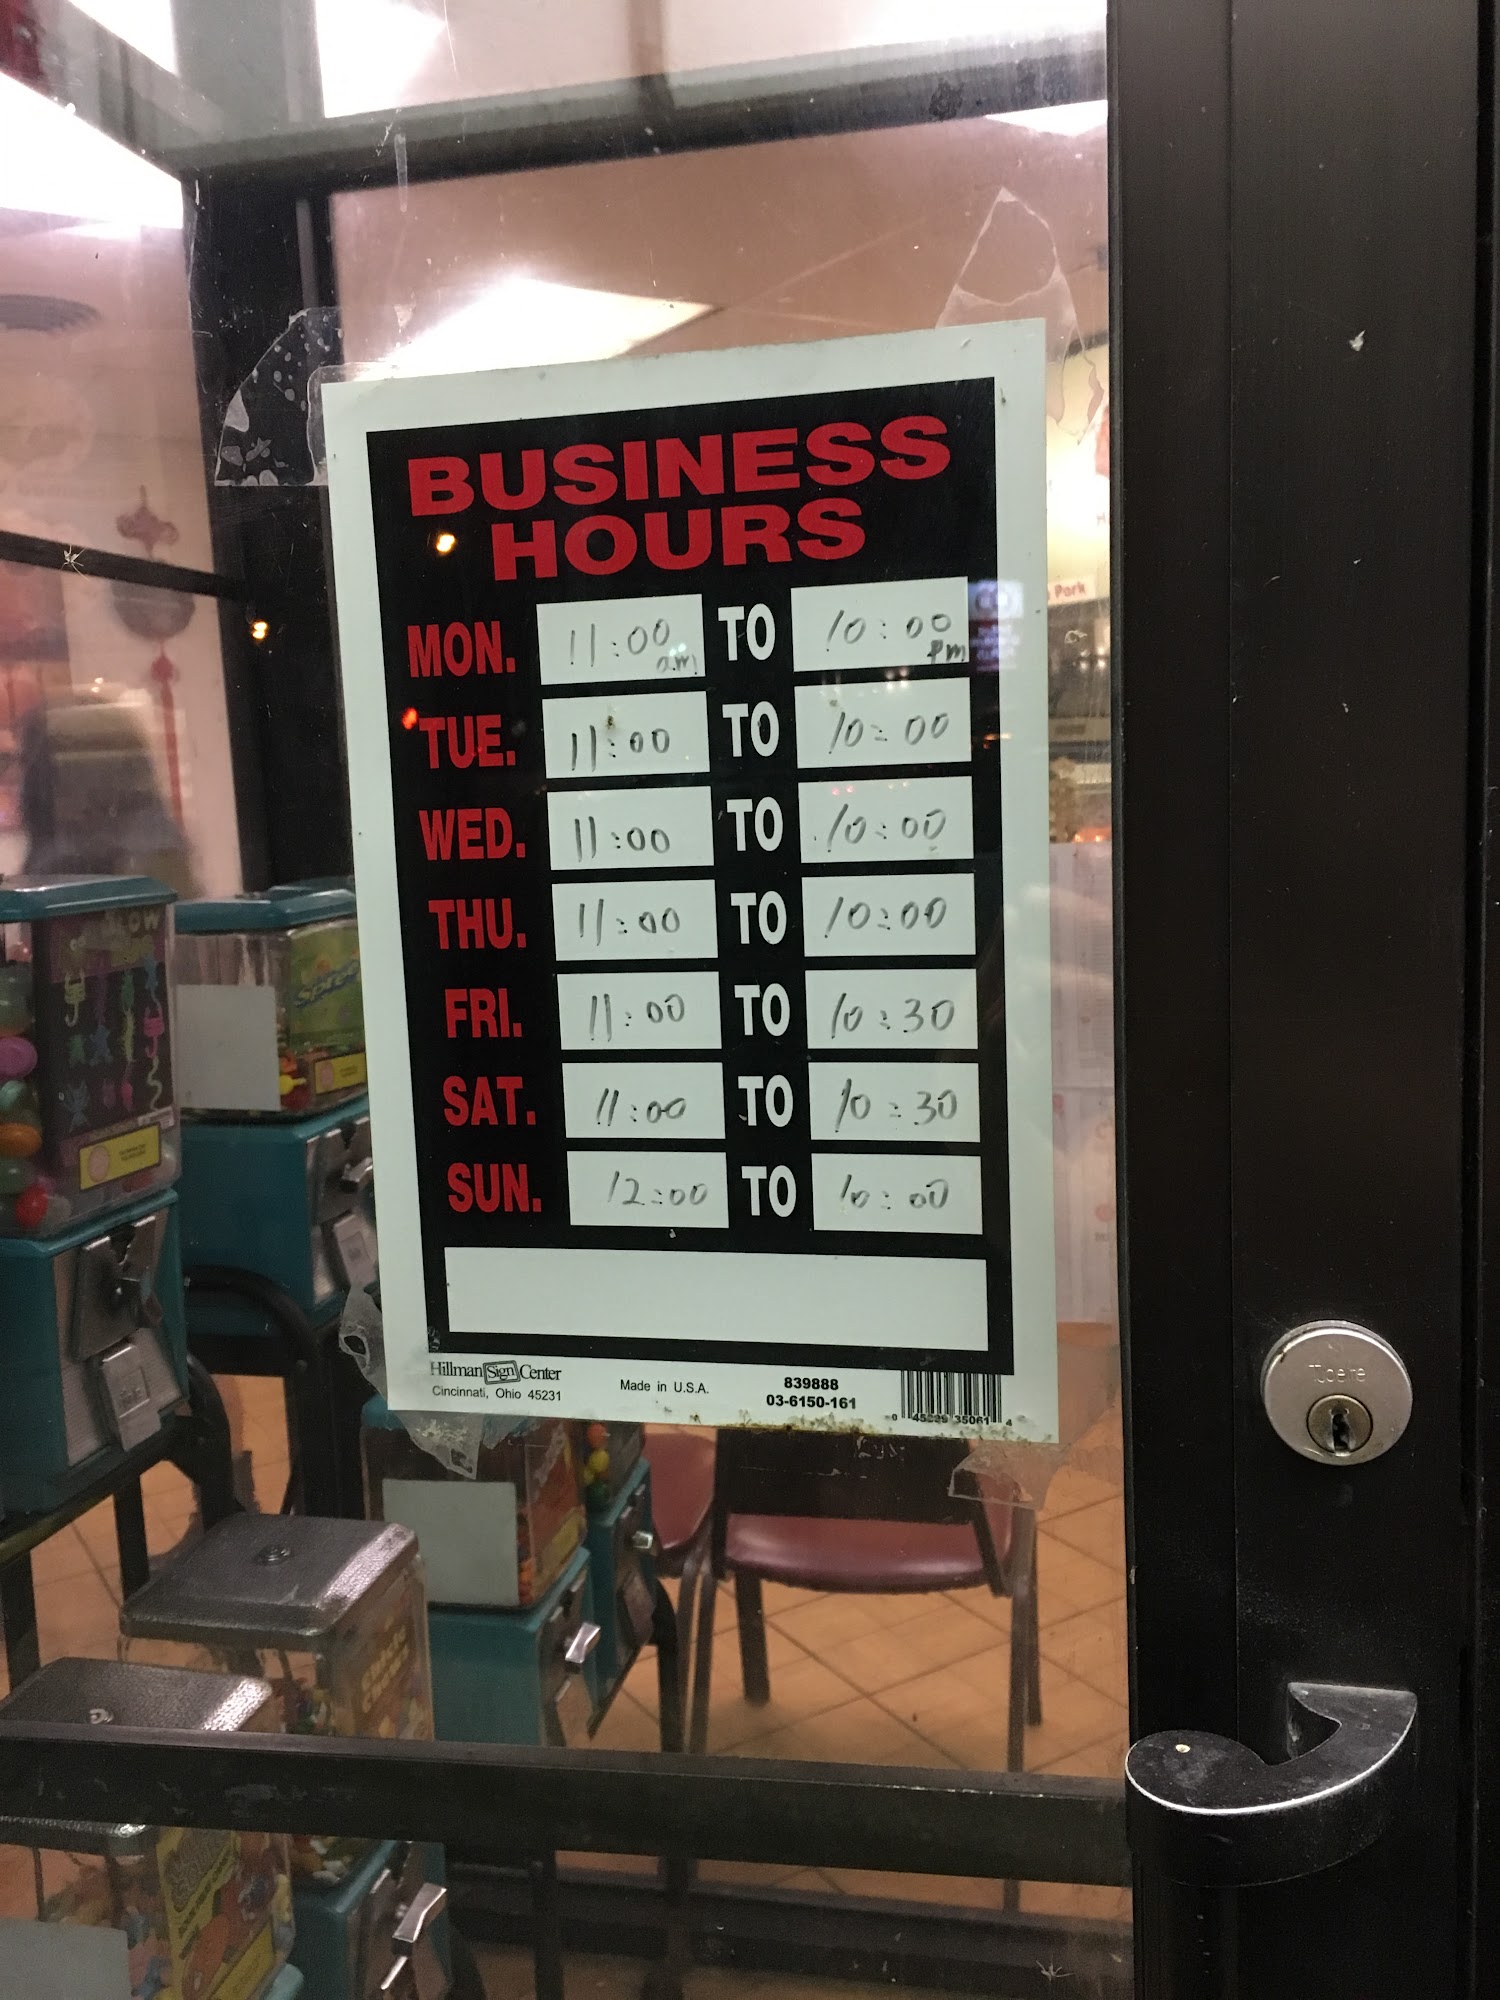 BUSINESS
HOURS
MON. 11:00 am TO 10:00 Pm
TUE. 11:00 TO 10:00
WED. 11:00 TO 10:00
THU. 11:00 TO 10:00
FRI. 11:00 TO 10:30
SAT. 11:00 TO 10:30
SUN. 12:00 TO 10:00
Hillman Sign Center
Cincinnati, Ohio 45231
Made in U.S.A.
839888
03-6150-161
Pork